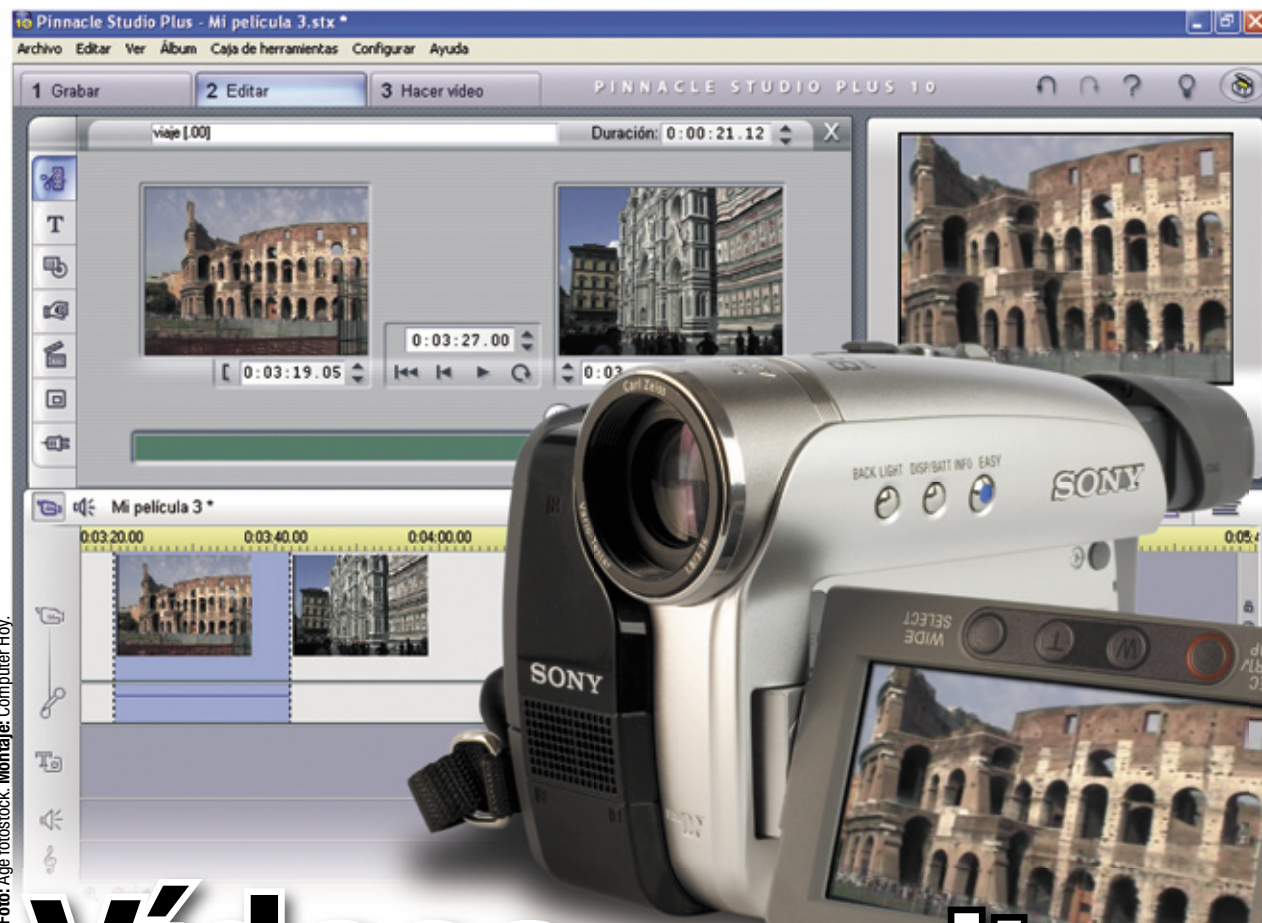 Pinnacle Studio Plus - Mi película 3.stx *
Archivo Editar Ver Álbum Caja de herramientas Configurar Ayuda
1 Grabar
2 Editar
3 Hacer vídeo
PINNACLE STUDIO PLUS 10
viaje [.00]
Duración: 0:00:21.12
X
T
0:03:27.00
[ 0:03:19.05
0:03
Carl Zeiss
BACK LIGHT DISP/BATT INFO EASY
SONY
Mi película 3 *
0:03:20.00 0:03:40.00 0:04:00.00
WIDE
SELECT
T
W
SONY
Foto: Age fotostock. Montaje: Computer Hoy.